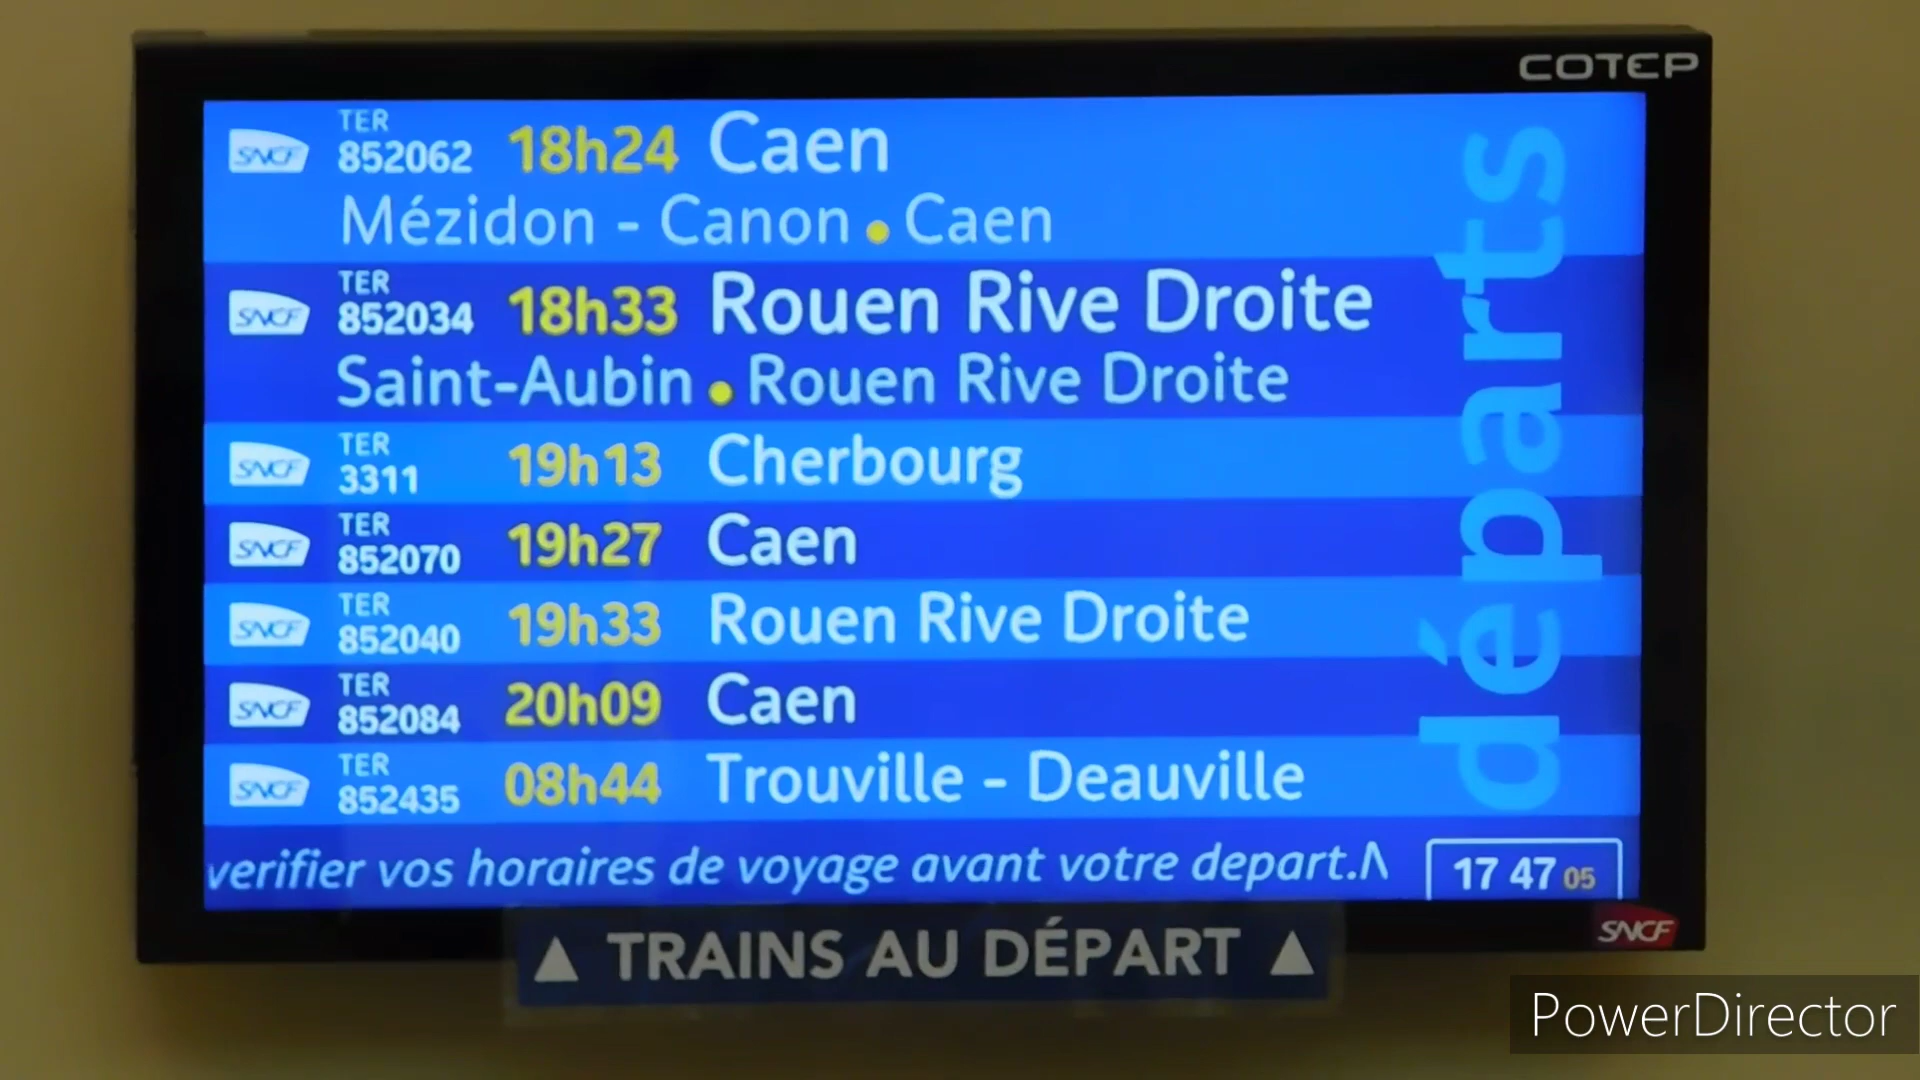 COTEP
SNCF TER 852062 18h24 Caen
Mézidon - Canon • Caen
SNCF TER 852034 18h33 Rouen Rive Droite
Saint-Aubin • Rouen Rive Droite
SNCF TER 3311 19h13 Cherbourg
SNCF TER 852070 19h27 Caen
SNCF TER 852040 19h33 Rouen Rive Droite
SNCF TER 852084 20h09 Caen
SNCF TER 852435 08h44 Trouville - Deauville
départs
verifier vos horaires de voyage avant votre depart.
17 47 05
SNCF
▲ TRAINS AU DÉPART ▲
PowerDirector